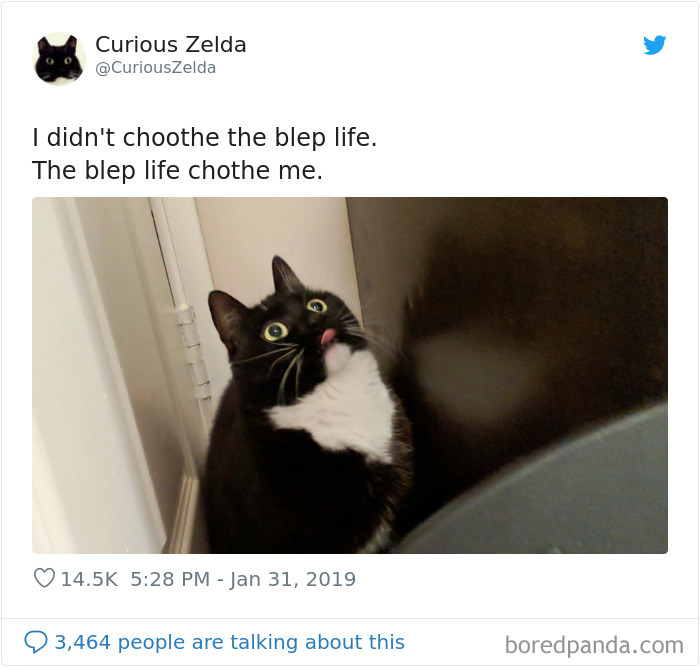 Curious Zelda
@CuriousZelda
I didn't choothe the blep life.
The blep life chothe me.
14.5K 5:28 PM - Jan 31, 2019
3,464 people are talking about this
boredpanda.com